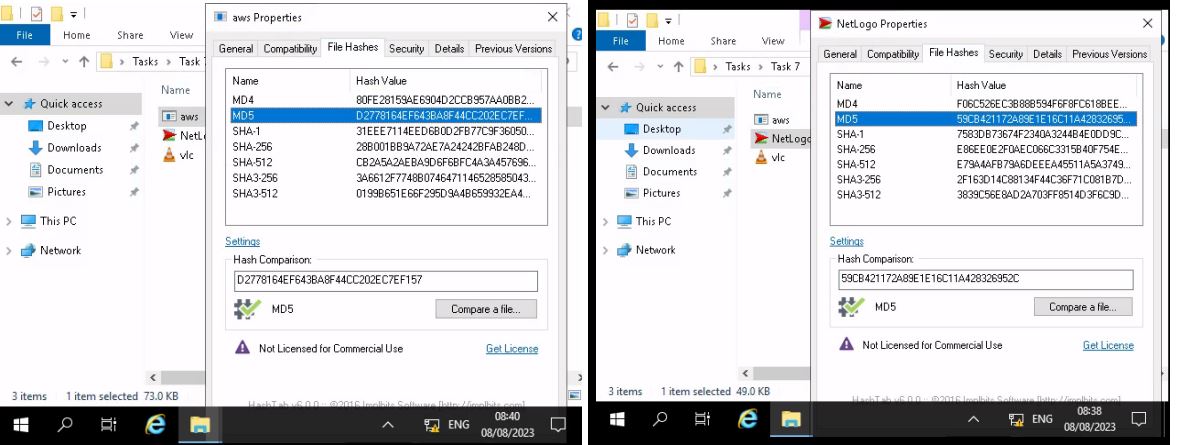 aws Properties
File Home Share View
Tasks > Task 7
General Compatibility File Hashes Security Details Previous Versions
Name
Quick access
Desktop
Downloads
Documents
Pictures
This PC
Network
aws
NetL
vlc
Name Hash Value
MD4 80FE28159AE6904D2CCB957AA0BB2...
MD5 D2778164EF643BA8F44CC202EC7EF...
SHA-1 31EEE7114EED6B0D2FB77C9F36050...
SHA-256 28B001BB9A72AE7A24242BFAB248D...
SHA-512 CB2A5A2AEBA9D6F6BFC4A3A457696...
SHA3-256 3A6612F7748B0746471146528585043...
SHA3-512 0199B651E66F295D9A4B659932EA4...
Settings
Hash Comparison:
D2778164EF643BA8F44CC202EC7EF157
MD5 Compare a file...
Not Licensed for Commercial Use Get License
3 items 1 item selected 73.0 KB
HashTab v6.0.0 :: ©2016 Implbits Software [http://implbits.com]
ENG
08:40
08/08/2023
NetLogo Properties
File Home Share View
Tasks > Task 7
General Compatibility File Hashes Security Details Previous Versions
Name
Quick access
Desktop
Downloads
Documents
Pictures
This PC
Network
aws
NetLogo
vlc
Name Hash Value
MD4 F06C526EC3B88B594F6F8FC618BEE...
MD5 59CB421172A89E1E16C11A42832695...
SHA-1 7583DB73674F2340A3244B4E0DD9C...
SHA-256 E86EE0E2F0AEC066C3315B40F754E...
SHA-512 E79A4AFB79A6DEEEA45511A5A3749...
SHA3-256 2F163D14C88134F44C36F71C081B7D...
SHA3-512 3839C56E8AD2A703FF8514D3F6C9D...
Settings
Hash Comparison:
59CB421172A89E1E16C11A428326952C
MD5 Compare a file...
Not Licensed for Commercial Use Get License
3 items 1 item selected 49.0 KB
HashTab v6.0.0 :: ©2016 Implbits Software [http://implbits.com]
ENG
08:38
08/08/2023